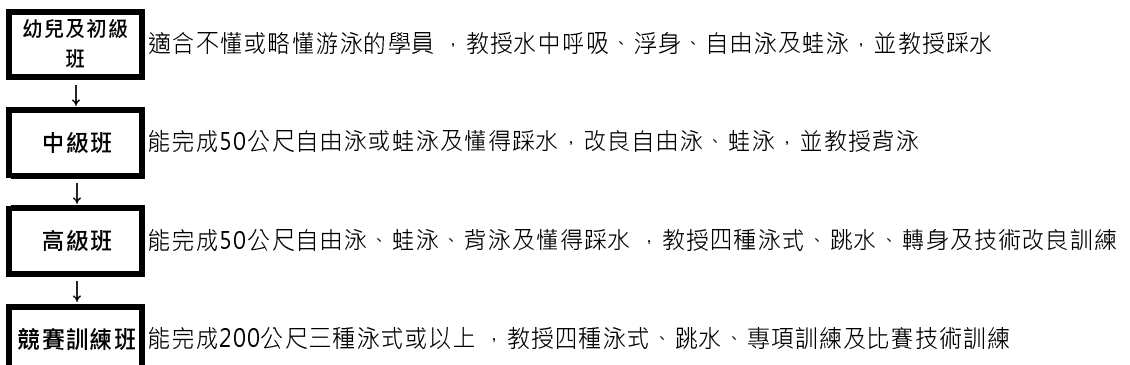 幼兒及初級
班
適合不懂或略懂游泳的學員 ，教授水中呼吸、浮身、自由泳及蛙泳，並教授踩水
↓
中級班
能完成50公尺自由泳或蛙泳及懂得踩水，改良自由泳、蛙泳，並教授背泳
↓
高級班
能完成50公尺自由泳、蛙泳、背泳及懂得踩水 ，教授四種泳式、跳水、轉身及技術改良訓練
↓
競賽訓練班
能完成200公尺三種泳式或以上 ，教授四種泳式、跳水、專項訓練及比賽技術訓練